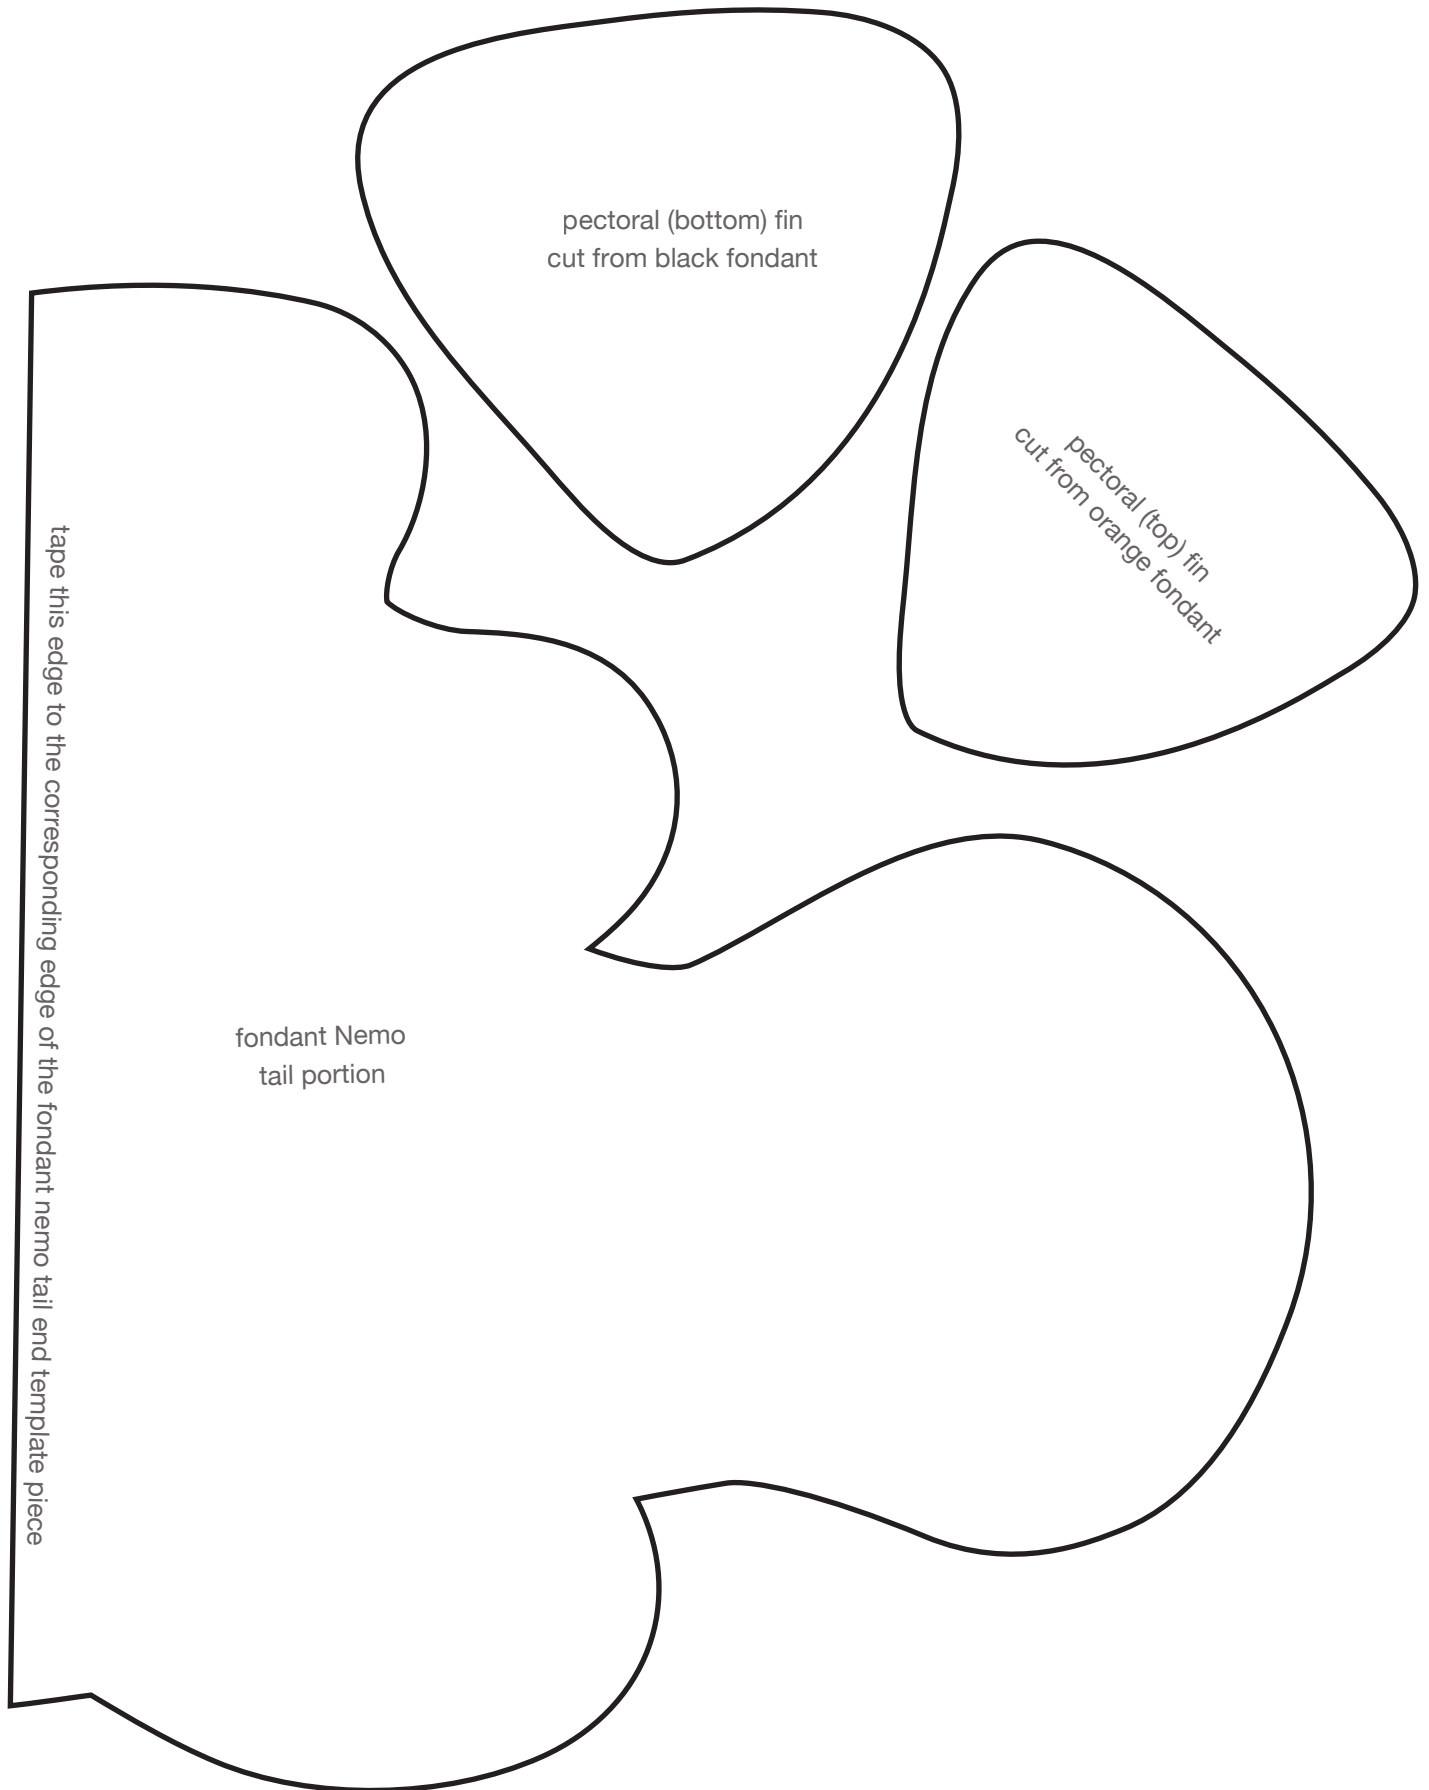 pectoral (bottom) fin
cut from black fondant
pectoral (top) fin
cut from orange fondant
tape this edge to the corresponding edge of the fondant nemo tail end template piece
fondant Nemo
tail portion